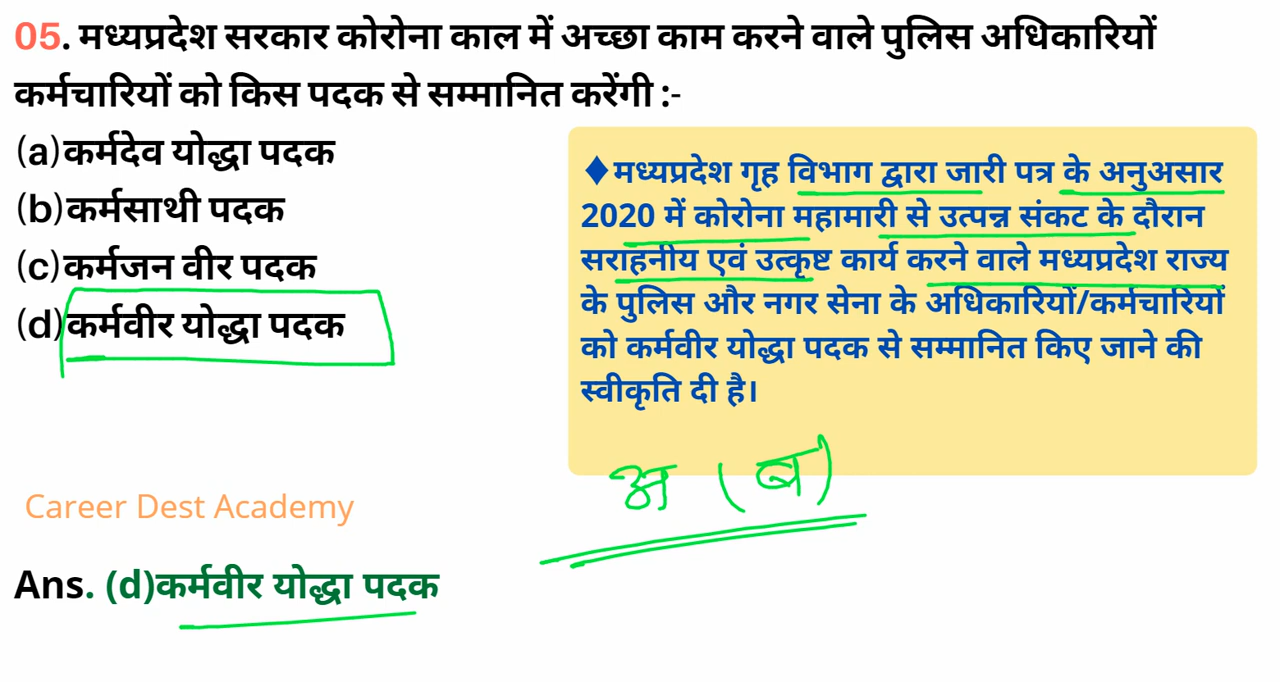 05. मध्यप्रदेश सरकार कोरोना काल में अच्छा काम करने वाले पुलिस अधिकारियों
कर्मचारियों को किस पदक से सम्मानित करेंगी :-
(a)कर्मदेव योद्धा पदक
(b)कर्मसाथी पदक
(c)कर्मजन वीर पदक
(d)कर्मवीर योद्धा पदक
♦मध्यप्रदेश गृह विभाग द्वारा जारी पत्र के अनुअसार
2020 में कोरोना महामारी से उत्पन्न संकट के दौरान
सराहनीय एवं उत्कृष्ट कार्य करने वाले मध्यप्रदेश राज्य
के पुलिस और नगर सेना के अधिकारियों/कर्मचारियों
को कर्मवीर योद्धा पदक से सम्मानित किए जाने की
स्वीकृति दी है।
अ (ब)
Career Dest Academy
Ans. (d)कर्मवीर योद्धा पदक